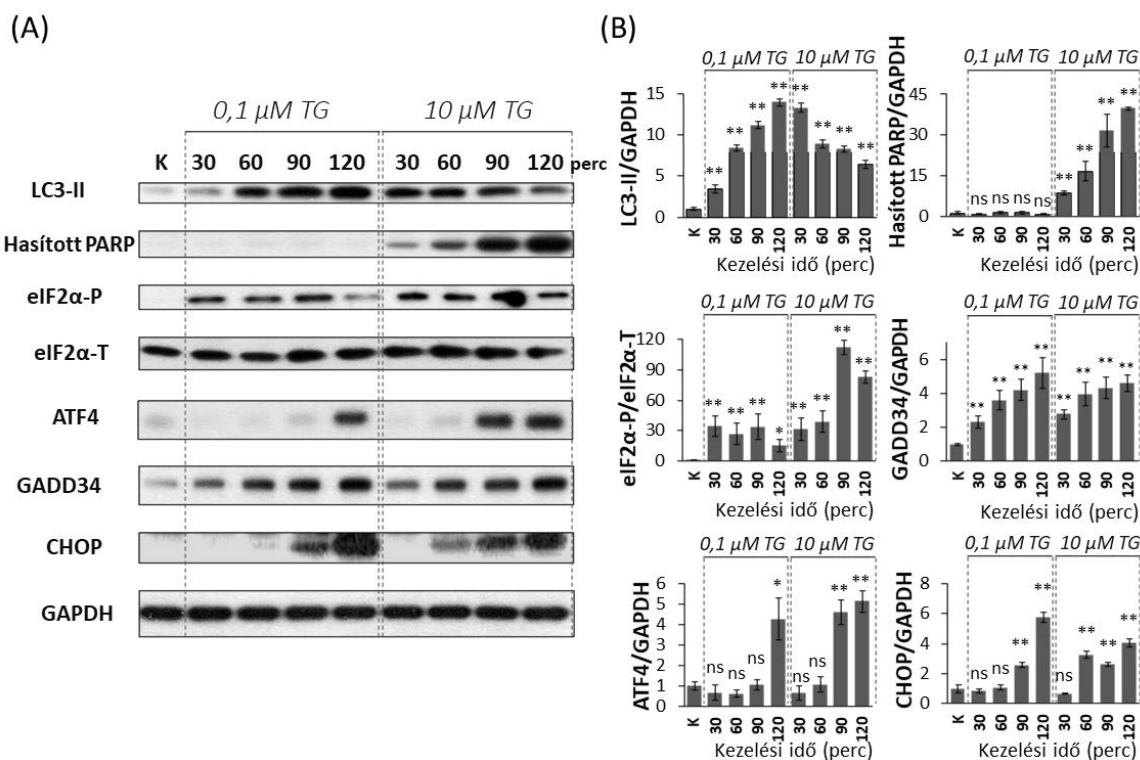 (A)
0,1 µM TG 10 µM TG
K 30 60 90 120 30 60 90 120 perc
LC3-II
Hasított PARP
eIF2α-P
eIF2α-T
ATF4
GADD34
CHOP
GAPDH
(B)
0,1 µM TG 10 µM TG
LC3-II/GAPDH
15
10
5
0
** ** ** ** ** ** ** **
K 30 60 90 120 30 60 90 120
Kezelési idő (perc)
0,1 µM TG 10 µM TG
Hasított PARP/GAPDH
45
30
15
0
ns ns ns ns ** ** ** **
K 30 60 90 120 30 60 90 120
Kezelési idő (perc)
0,1 µM TG 10 µM TG
eIF2α-P/eIF2α-T
120
90
60
30
0
** ** ** * ** ** ** **
K 30 60 90 120 30 60 90 120
Kezelési idő (perc)
0,1 µM TG 10 µM TG
GADD34/GAPDH
6
4
2
0
** ** ** ** ** ** ** **
K 30 60 90 120 30 60 90 120
Kezelési idő (perc)
0,1 µM TG 10 µM TG
ATF4/GAPDH
6
5
4
3
2
1
0
ns ns ns * ns ns ** **
K 30 60 90 120 30 60 90 120
Kezelési idő (perc)
0,1 µM TG 10 µM TG
CHOP/GAPDH
8
6
4
2
0
ns ns ** ** ns ** ** **
K 30 60 90 120 30 60 90 120
Kezelési idő (perc)